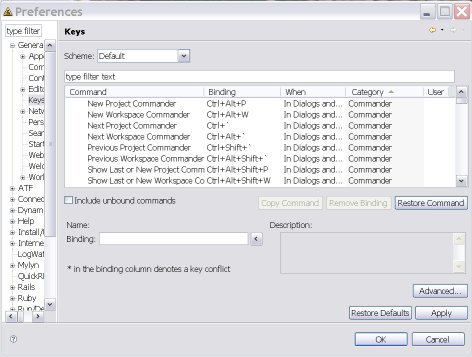 Preferences
type filter
Keys
General
Appe
Com
Cont
Edito
Keys
Netw
Pers
Sear
Start
Web
Welc
Work
ATF
Connec
Dynam
Help
Install/
Interne
LogWat
Mylyn
QuickRE
Rails
Ruby
Run/De
Scheme: Default
type filter text
Command Binding When Category User
New Project Commander Ctrl+Alt+P In Dialogs and... Commander
New Workspace Commander Ctrl+Alt+W In Dialogs and... Commander
Next Project Commander Ctrl+` In Dialogs and... Commander
Next Workspace Commander Ctrl+Alt+` In Dialogs and... Commander
Previous Project Commander Ctrl+Shift+` In Dialogs and... Commander
Previous Workspace Commander Ctrl+Alt+Shift+` In Dialogs and... Commander
Show Last or New Project Comm Ctrl+Alt+Shift+P In Dialogs and... Commander
Show Last or New Workspace Co Ctrl+Alt+Shift+W In Dialogs and... Commander
Include unbound commands
Copy Command Remove Binding Restore Command
Name: Description:
Binding: <
* in the binding column denotes a key conflict
Advanced...
Restore Defaults Apply
? OK Cancel